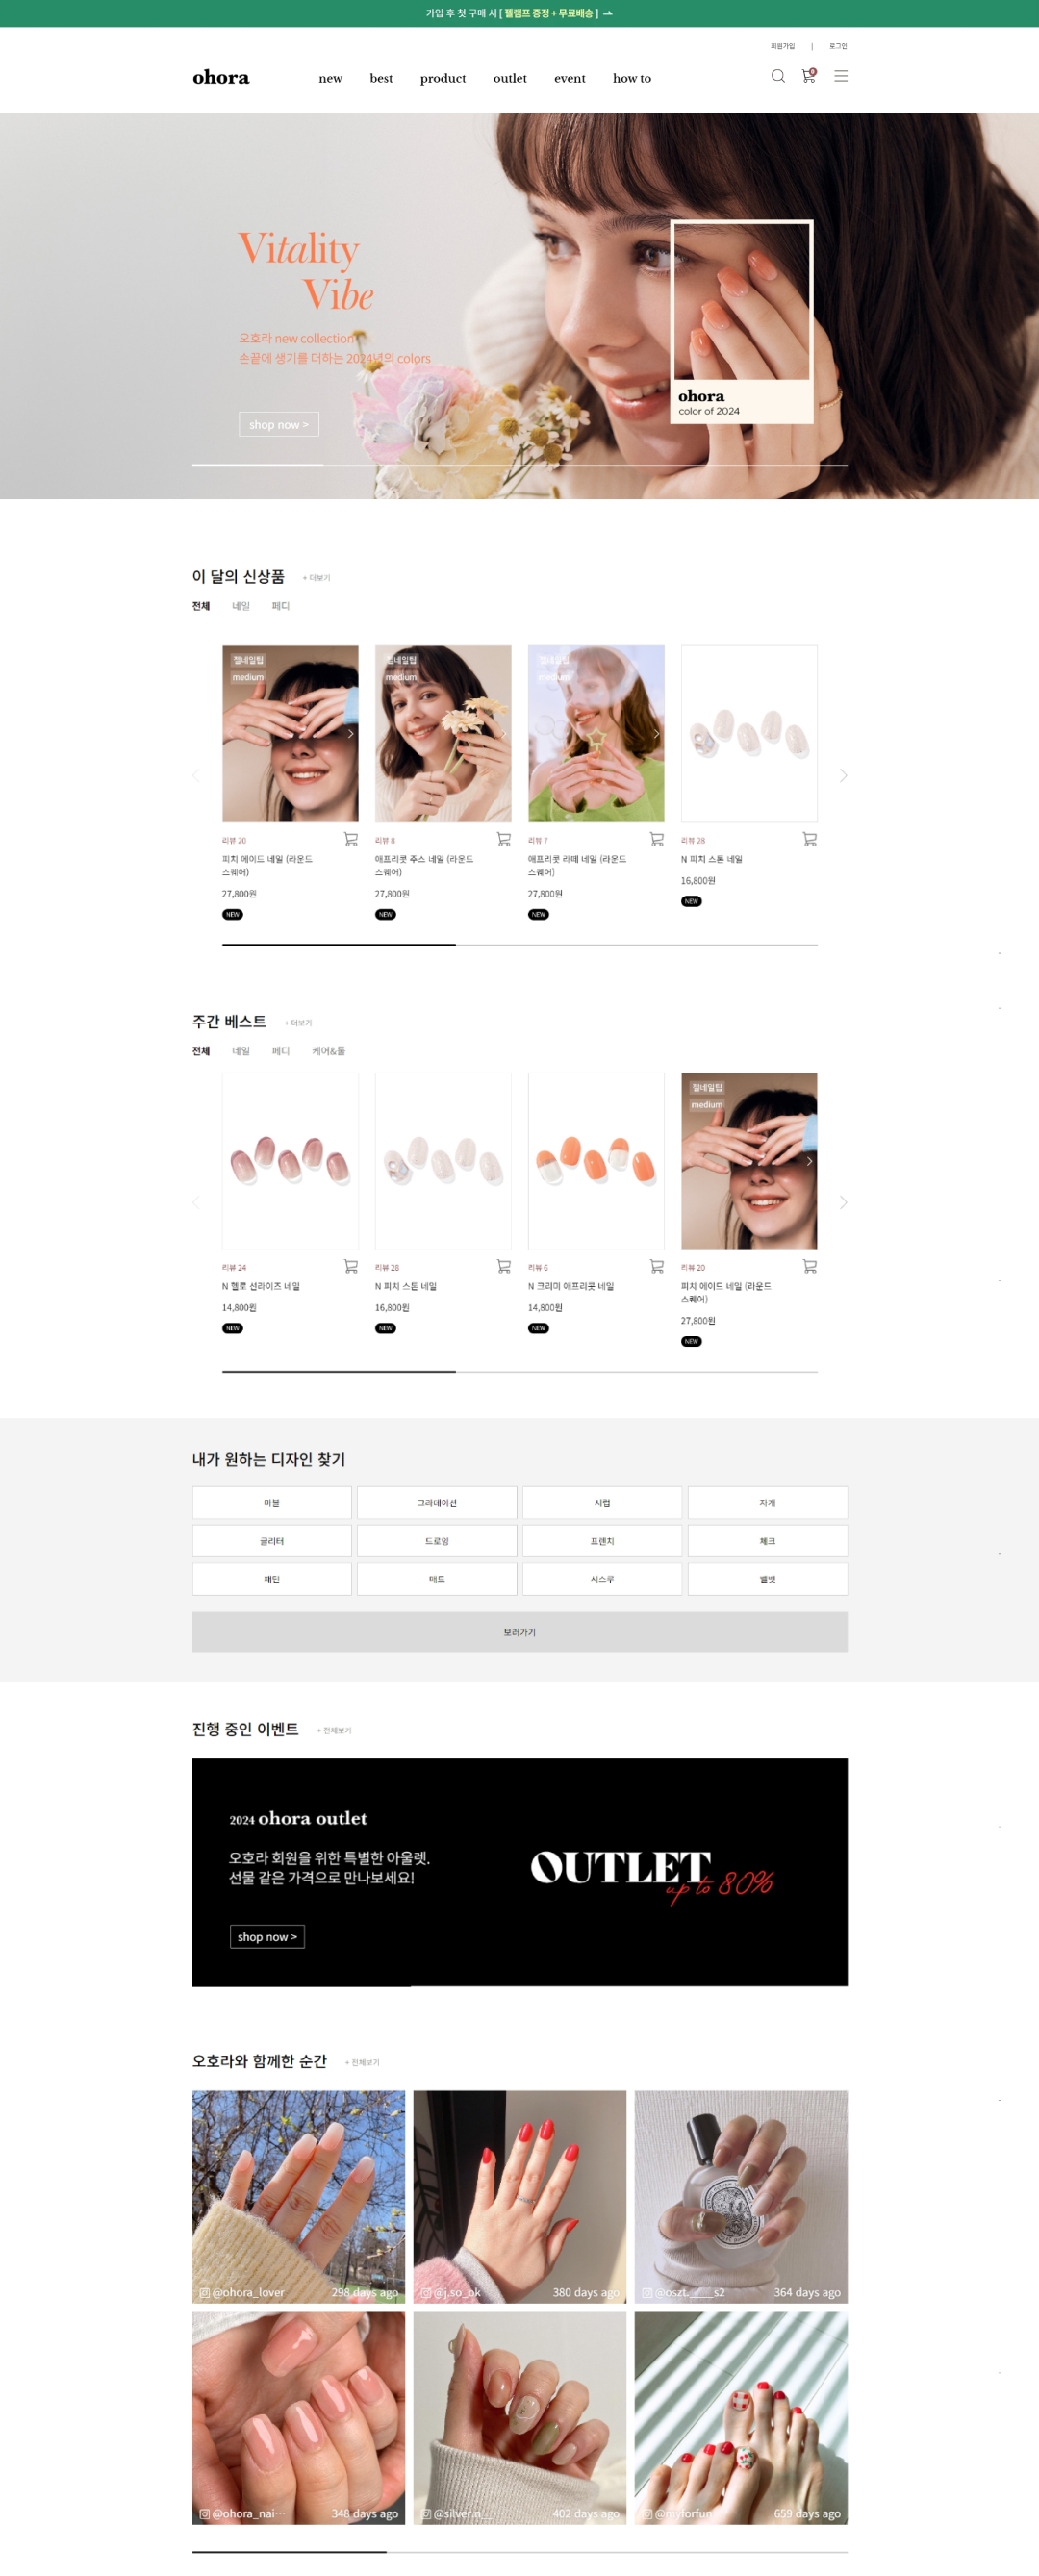 가입 후 첫 구매 시 [ 젤램프 증정 + 무료배송 ] →
회원가입 | 로그인
ohora
new best product outlet event how to
0
Vitality
Vibe
오호라 new collection
손끝에 생기를 더하는 2024년의 colors
shop now >
ohora
color of 2024
이 달의 신상품 + 더보기
전체 네일 페디
젤네일팁 젤네일팁 젤네일팁
medium medium medium
리뷰 20 리뷰 8 리뷰 7 리뷰 28
피치 에이드 네일 (라운드 애프리콧 주스 네일 (라운드 애프리콧 라떼 네일 (라운드 N 피치 스톤 네일
스퀘어) 스퀘어) 스퀘어)
27,800원 27,800원 27,800원 16,800원
NEW NEW NEW NEW
주간 베스트 + 더보기
전체 네일 페디 케어&툴
젤네일팁
medium
리뷰 24 리뷰 28 리뷰 6 리뷰 20
N 헬로 선라이즈 네일 N 피치 스톤 네일 N 크리미 애프리콧 네일 피치 에이드 네일 (라운드
스퀘어)
14,800원 16,800원 14,800원 27,800원
NEW NEW NEW NEW
내가 원하는 디자인 찾기
마블 그라데이션 시럽 자개
글리터 드로잉 프렌치 체크
패턴 매트 시스루 벨벳
보러가기
진행 중인 이벤트 + 전체보기
2024 ohora outlet
오호라 회원을 위한 특별한 아울렛.
선물 같은 가격으로 만나보세요!
OUTLET
up to 80%
shop now >
오호라와 함께한 순간 + 전체보기
@ohora_lover 298 days ago @j.so_ok 380 days ago @oszt.____s2 364 days ago
@ohora_nai··· 348 days ago @silver.n 402 days ago @myforfun 659 days ago